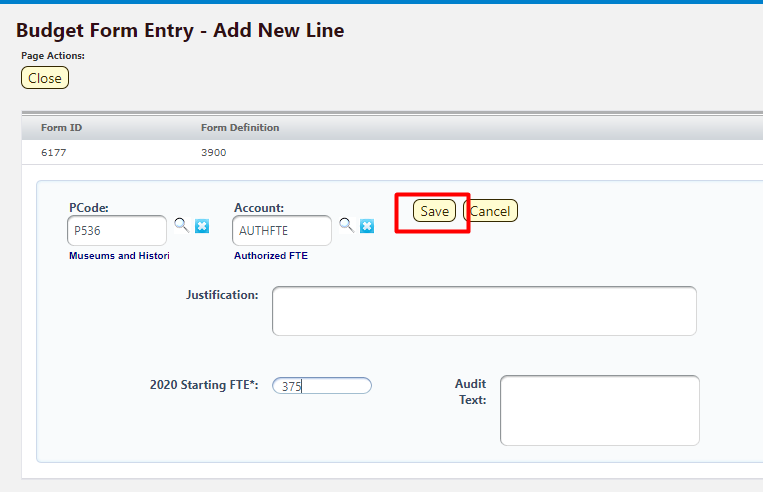 Budget Form Entry - Add New Line
Page Actions:
Close
Form ID Form Definition
6177 3900
PCode: Account: Save Cancel
P536 AUTHFTE
Museums and Histori Authorized FTE
Justification:
2020 Starting FTE*: 375 Audit
Text: